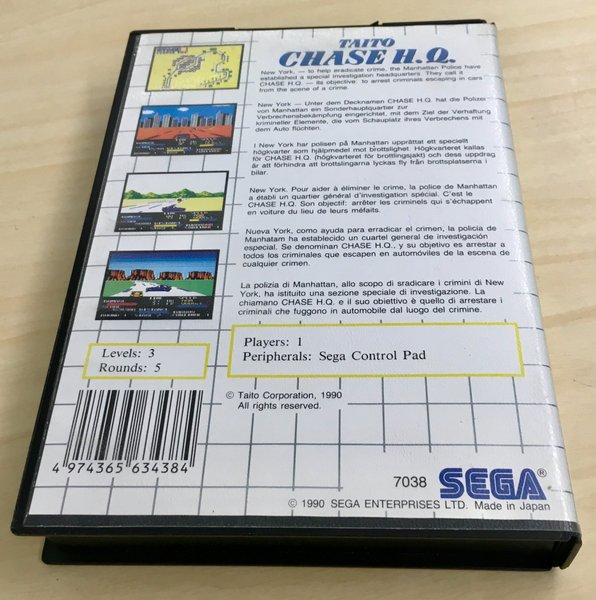 TAITO
CHASE H.Q.
New York, — to help eradicate crime, the Manhattan Police have
established a special investigation headquarters. They call it
CHASE H.Q. — its objective: to arrest criminals escaping in cars
from the scene of a crime.
New York — Unter dem Decknamen CHASE H.Q. hat die Polizei
von Manhattan ein Sonderhauptquartier zur
Verbrechensbekämpfung eingerichtet, mit dem Ziel der Verhaftung
krimineller Elemente, die vom Schauplatz ihres Verbrechens mit
dem Auto flüchten.
I New York har polisen på Manhattan upprättat ett speciellt
högkvarter som hjälpmedel mot brottslighet. Högkvarteret kallas
för CHASE H.Q. (högkvarteret för brottlingsjakt) och dess uppdrag
är att förhindra att brottslingarna lyckas fly från brottsplatserna i
bilar.
New York. Pour aider à éliminer le crime, la police de Manhattan
a établi un quartier général d'investigation spécial. C'est le
CHASE H.Q. Son objectif: arrêter les criminels qui s'échappent
en voiture du lieu de leurs méfaits.
Nueva York, como ayuda para erradicar el crimen, la policia de
Manhatam ha establecido un cuartel general de investigación
especial. Se denominan CHASE H.Q., y su objetivo es arrestar a
todos los criminales que escapan en automóviles de la escena de
cualquier crimen.
La polizia di Manhattan, allo scopo di sradicare i crimini di New
York, ha istituito una sezione speciale di investigazione. La
chiamano CHASE H.Q. e il suo obiettivo è quello di arrestare i
criminali che fuggono in automobile dal luogo del crimine.
Levels: 3
Rounds: 5
Players: 1
Peripherals: Sega Control Pad
© Taito Corporation, 1990
All rights reserved.
4 974365 634384
7038 SEGA®
© 1990 SEGA ENTERPRISES LTD. Made in Japan